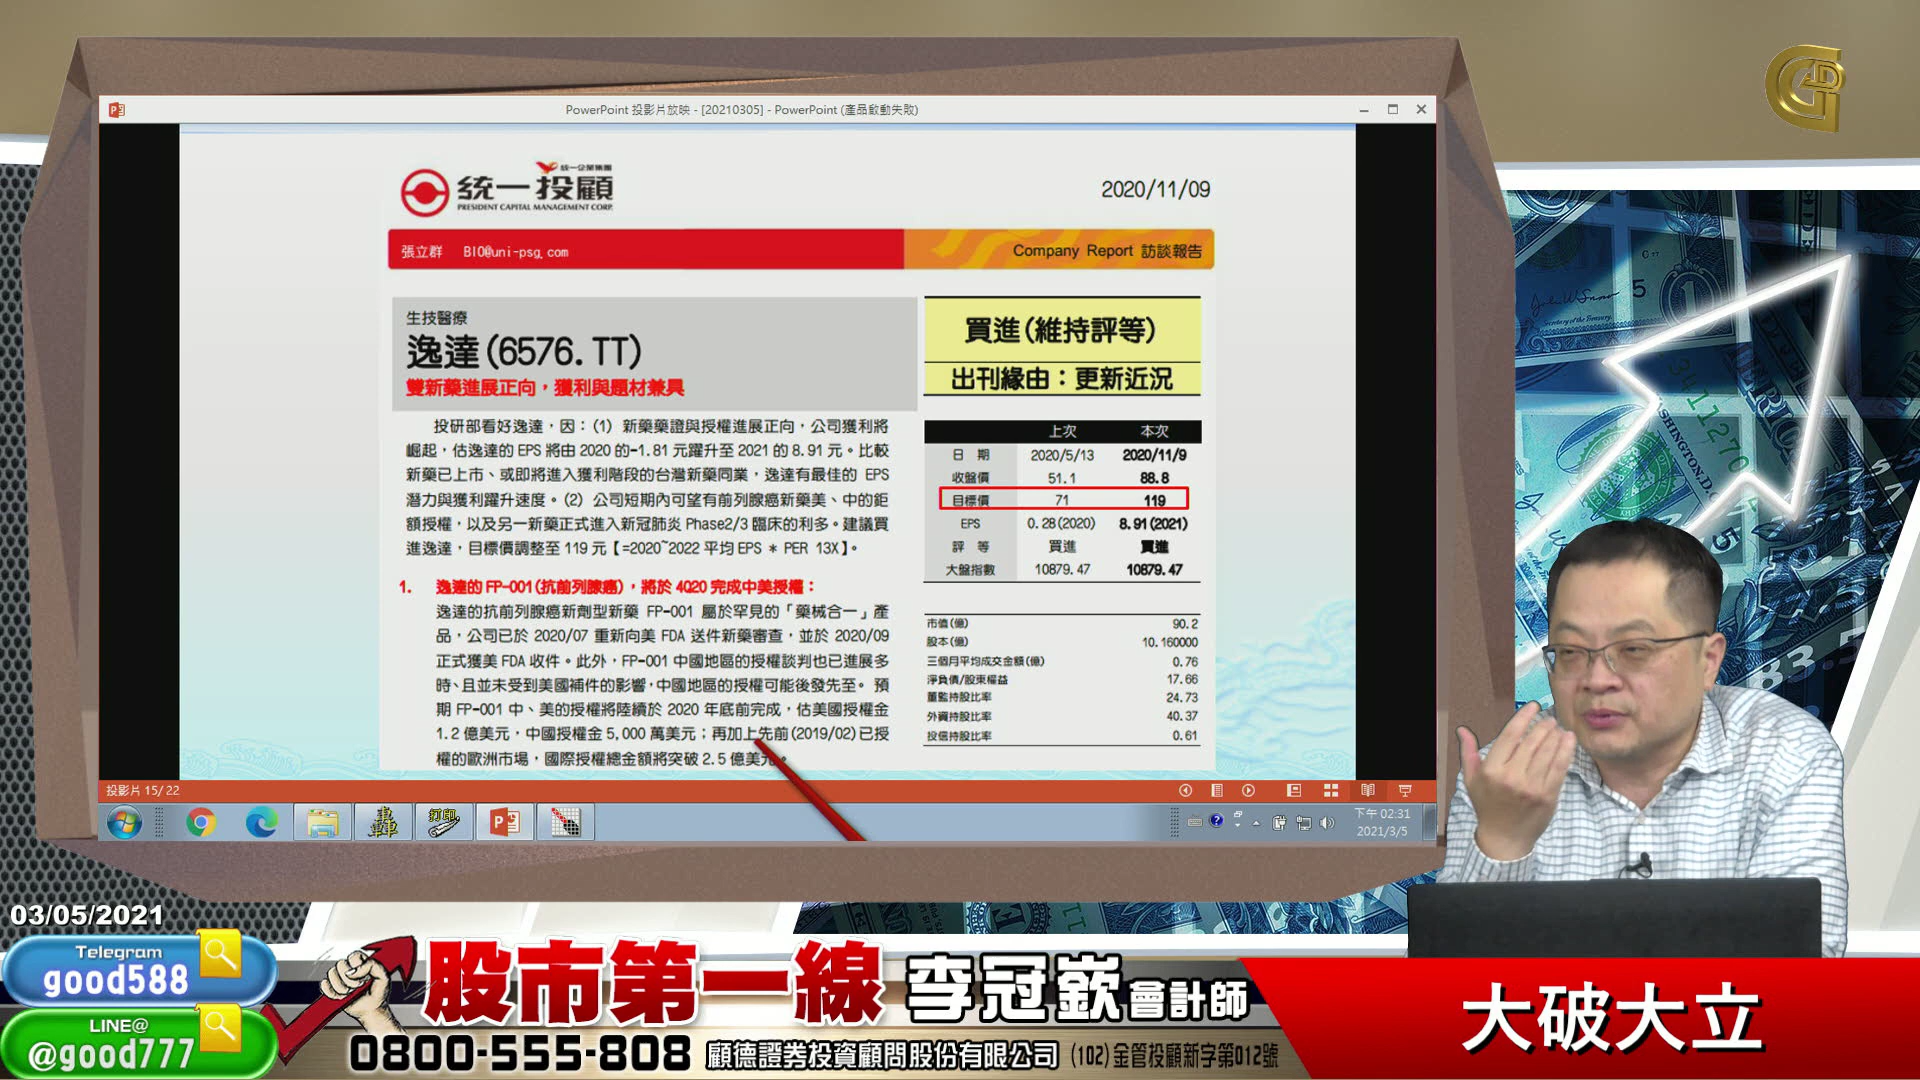 PowerPoint 投影片放映 - [20210305] - PowerPoint (產品啟動失敗)
統一企業集團
統一投顧
PRESIDENT CAPITAL MANAGEMENT CORP.
2020/11/09
張立群 BIO@uni-psg.com
Company Report 訪談報告
生技醫療
逸達(6576.TT)
雙新藥進展正向，獲利與題材兼具
買進(維持評等)
出刊緣由：更新近況
投研部看好逸達，因：(1) 新藥藥證與授權進展正向，公司獲利將
崛起，估逸達的 EPS 將由 2020 的-1.81 元躍升至 2021 的 8.91 元。比較
新藥已上市、或即將進入獲利階段的台灣新藥同業，逸達有最佳的 EPS
潛力與獲利躍升速度。(2) 公司短期內可望有前列腺癌新藥美、中的鉅
額授權，以及另一新藥正式進入新冠肺炎 Phase2/3 臨床的利多。建議買
進逸達，目標價調整至 119 元【=2020~2022 平均 EPS * PER 13X】。
1. 逸達的 FP-001(抗前列腺癌)，將於 4Q20 完成中美授權：
逸達的抗前列腺癌新劑型新藥 FP-001 屬於罕見的「藥械合一」產
品，公司已於 2020/07 重新向美 FDA 送件新藥審查，並於 2020/09
正式獲美 FDA 收件。此外，FP-001 中國地區的授權談判也已進展多
時、且並未受到美國補件的影響，中國地區的授權可能後發先至。 預
期 FP-001 中、美的授權將陸續於 2020 年底前完成，估美國授權金
1.2 億美元，中國授權金 5,000 萬美元；再加上先前(2019/02)已授
權的歐洲市場，國際授權總金額將突破 2.5 億美元。
上次 本次
日 期 2020/5/13 2020/11/9
收盤價 51.1 88.8
目標價 71 119
EPS 0.28(2020) 8.91(2021)
評 等 買進 買進
大盤指數 10879.47 10879.47
市值(億) 90.2
股本(億) 10.160000
三個月平均成交金額(億) 0.76
淨負債/股東權益 17.66
董監持股比率 24.73
外資持股比率 40.37
投信持股比率 0.61
投影片 15/ 22
打印
下午 02:31
2021/3/5
03/05/2021
Telegram
good588
LINE@
@good777
股市第一線 李冠嶔會計師
0800-555-808 顧德證券投資顧問股份有限公司 (102)金管投顧新字第012號
大破大立